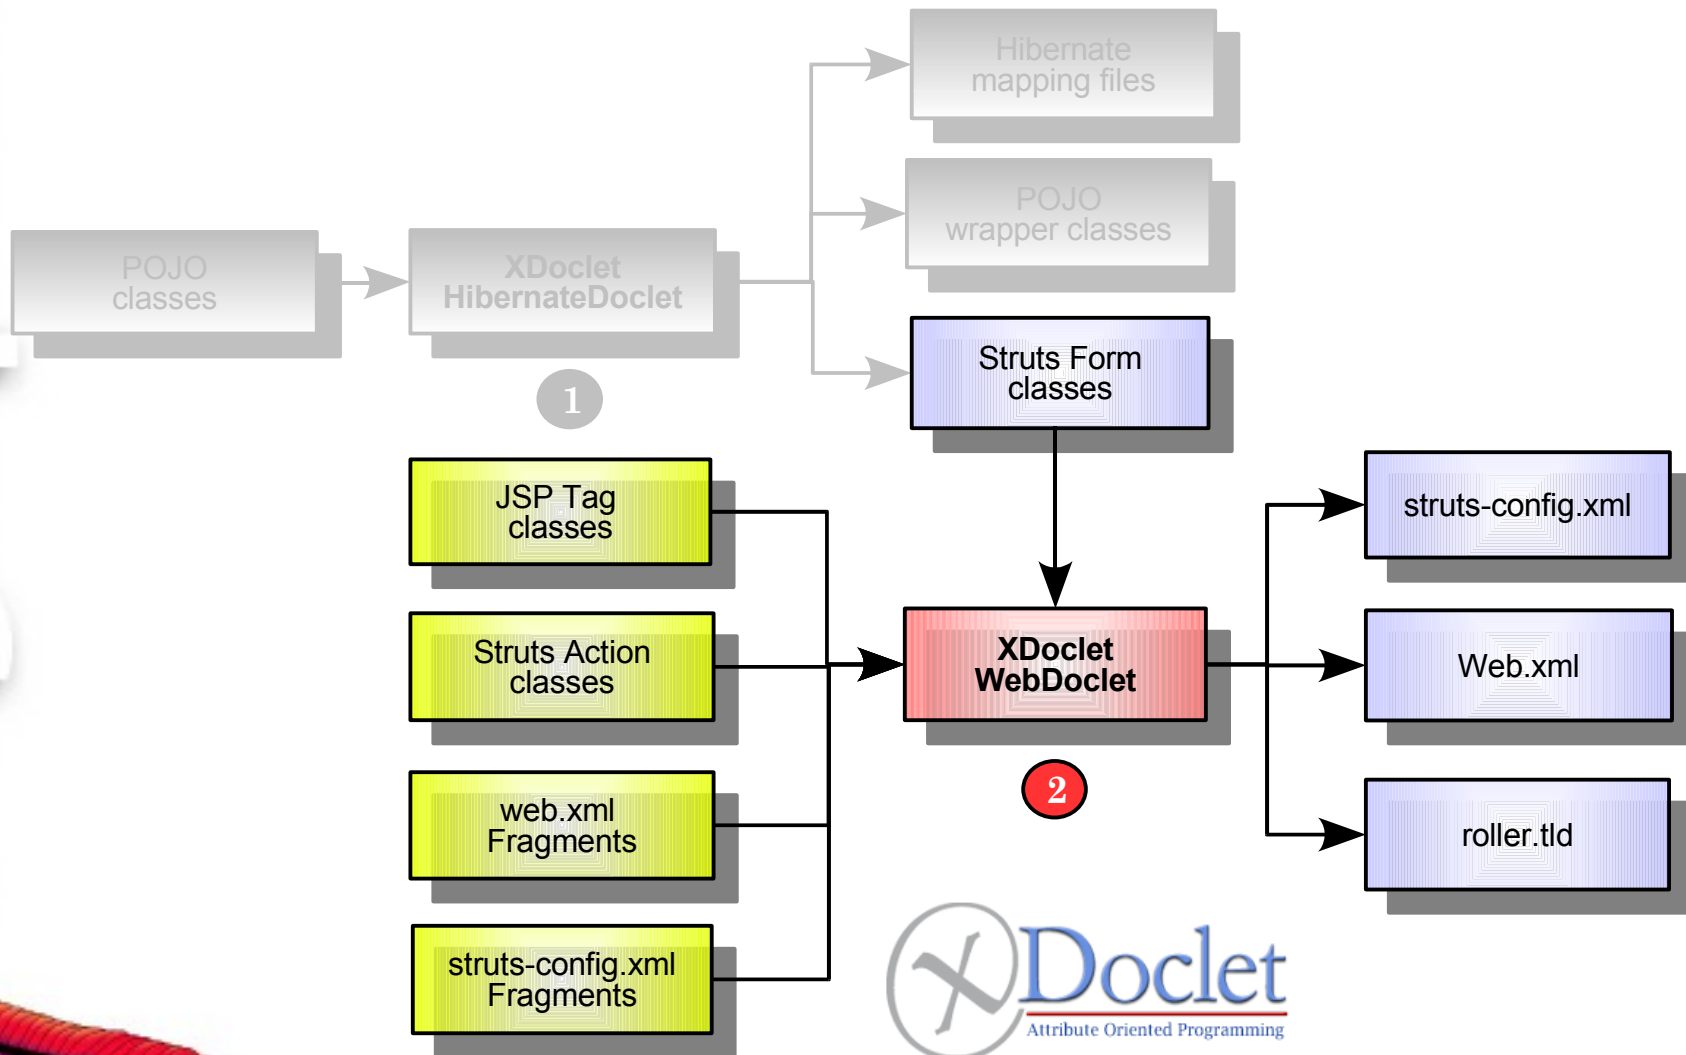 Hibernate
mapping files
POJO
wrapper classes
POJO
classes
XDoclet
HibernateDoclet
1
Struts Form
classes
JSP Tag
classes
Struts Action
classes
web.xml
Fragments
struts-config.xml
Fragments
XDoclet
WebDoclet
2
struts-config.xml
Web.xml
roller.tld
XDoclet
Attribute Oriented Programming